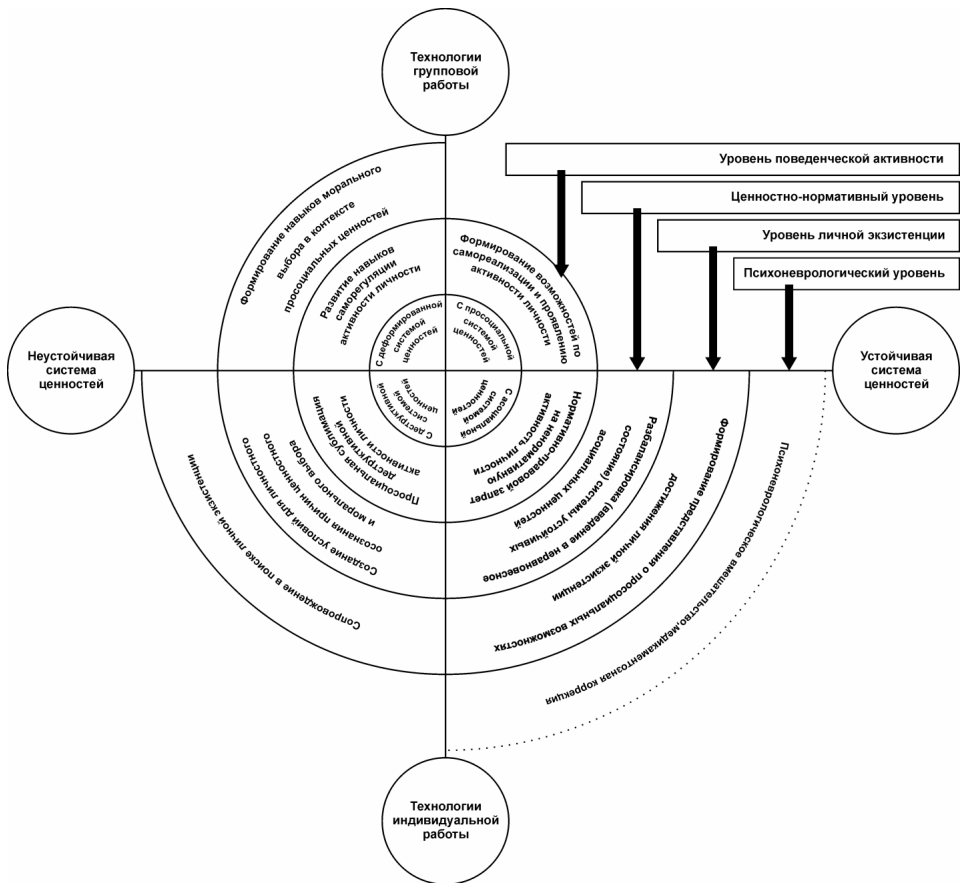 Технологии
групповой
работы
Уровень поведенческой активности
Ценностно-нормативный уровень
Уровень личной экзистенции
Психоневрологический уровень
Формирование навыков морального
выбора в контексте
просоциальных ценностей
Развитие навыков
саморегуляции
активности личности
С деформированной
системой
ценностей
Формирование возможностей по
самореализации и проявлению
активности личности
С просоциальной
системой
ценностей
Неустойчивая
система
ценностей
Устойчивая
система
ценностей
С деструктивной
системой
ценностей
Просоциальная сублимация
деструктивной
активности личности
Создание условий для личностного
осознания причин ценностного
и морального выбора
Сопровождение в поиске личной экзистенции
С асоциальной
системой
ценностей
Нормативно-правовой запрет
на ненормативную
активность личности
Разбалансировка (введение в неравновесное
состояние) системы устойчивых
асоциальных ценностей
Формирование представления о просоциальных возможностях
достижения личной экзистенции
Психоневрологическое вмешательство,медикаментозная коррекция
Технологии
индивидуальной
работы